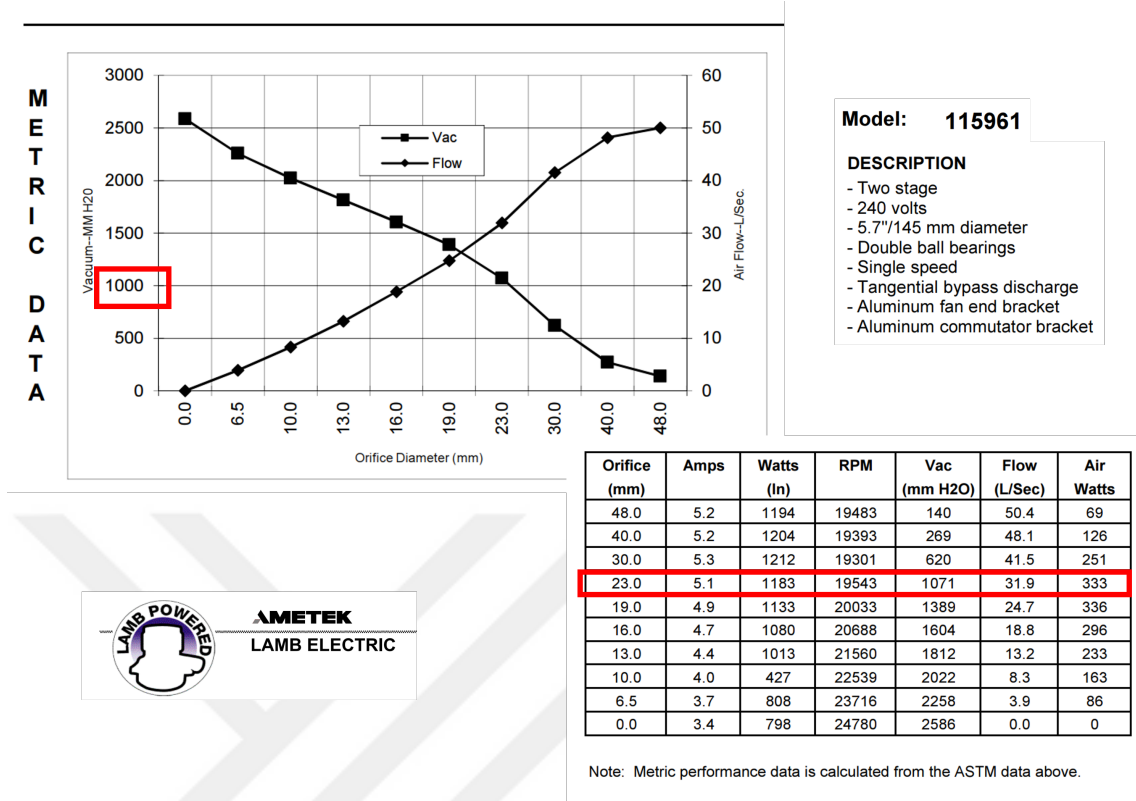 METRIC DATA
3000
2500
2000
1500
1000
500
0
Vacuum--MM H20
Vac
Flow
60
50
40
30
20
10
0
Air Flow--L/Sec.
0.0 6.5 10.0 13.0 16.0 19.0 23.0 30.0 40.0 48.0
Orifice Diameter (mm)
Model: 115961
DESCRIPTION
- Two stage
- 240 volts
- 5.7"/145 mm diameter
- Double ball bearings
- Single speed
- Tangential bypass discharge
- Aluminum fan end bracket
- Aluminum commutator bracket
Orifice Amps Watts RPM Vac Flow Air
(mm) (In) (mm H2O) (L/Sec) Watts
48.0 5.2 1194 19483 140 50.4 69
40.0 5.2 1204 19393 269 48.1 126
30.0 5.3 1212 19301 620 41.5 251
23.0 5.1 1183 19543 1071 31.9 333
19.0 4.9 1133 20033 1389 24.7 336
16.0 4.7 1080 20688 1604 18.8 296
13.0 4.4 1013 21560 1812 13.2 233
10.0 4.0 427 22539 2022 8.3 163
6.5 3.7 808 23716 2258 3.9 86
0.0 3.4 798 24780 2586 0.0 0
Note: Metric performance data is calculated from the ASTM data above.
LAMB POWERED
AMETEK
LAMB ELECTRIC